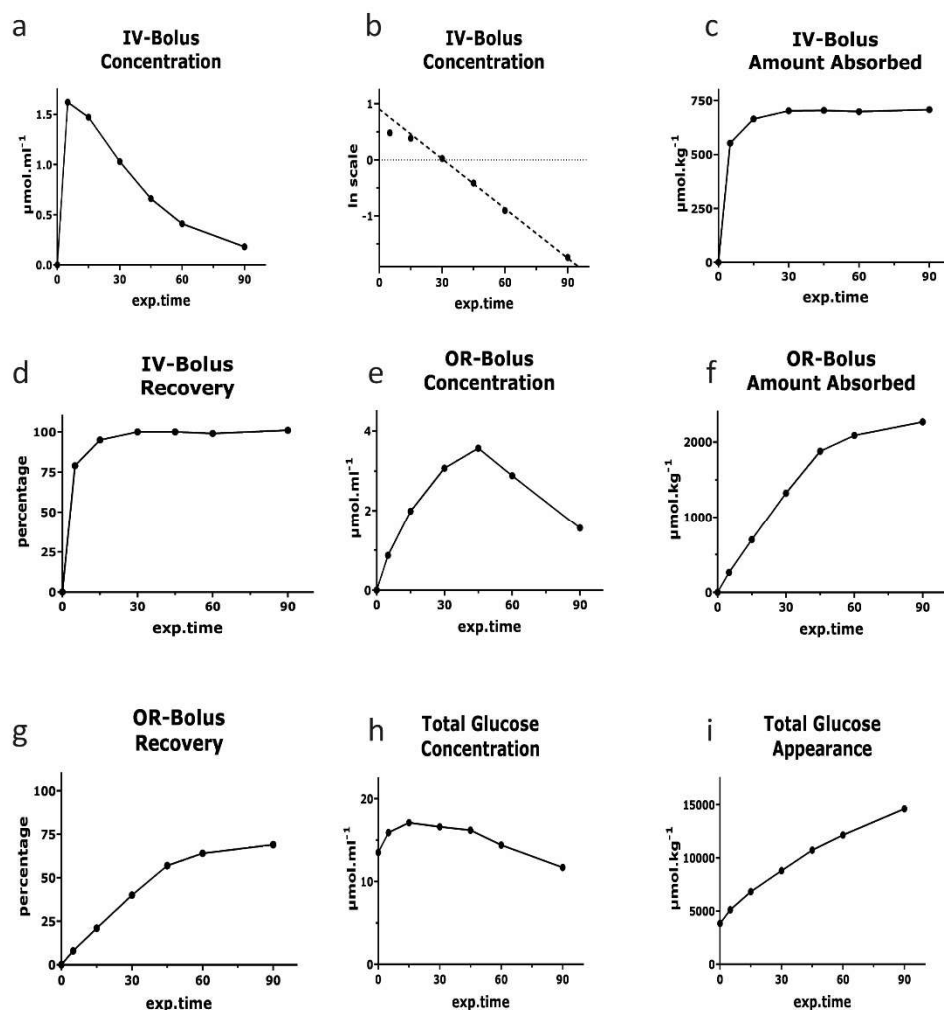 a
IV-Bolus
Concentration
µmol.ml⁻¹
1.5
1.0
0.5
0.0
0 30 60 90
exp.time
b
IV-Bolus
Concentration
ln scale
1
0
-1
0 30 60 90
exp.time
c
IV-Bolus
Amount Absorbed
µmol.kg⁻¹
750
500
250
0
0 30 60 90
exp.time
d
IV-Bolus
Recovery
percentage
100
75
50
25
0
0 30 60 90
exp.time
e
OR-Bolus
Concentration
µmol.ml⁻¹
4
2
0
0 30 60 90
exp.time
f
OR-Bolus
Amount Absorbed
µmol.kg⁻¹
2000
1000
0
0 30 60 90
exp.time
g
OR-Bolus
Recovery
percentage
100
75
50
25
0
0 30 60 90
exp.time
h
Total Glucose
Concentration
µmol.ml⁻¹
20
10
0
0 30 60 90
exp.time
i
Total Glucose
Appearance
µmol.kg⁻¹
15000
10000
5000
0
0 30 60 90
exp.time